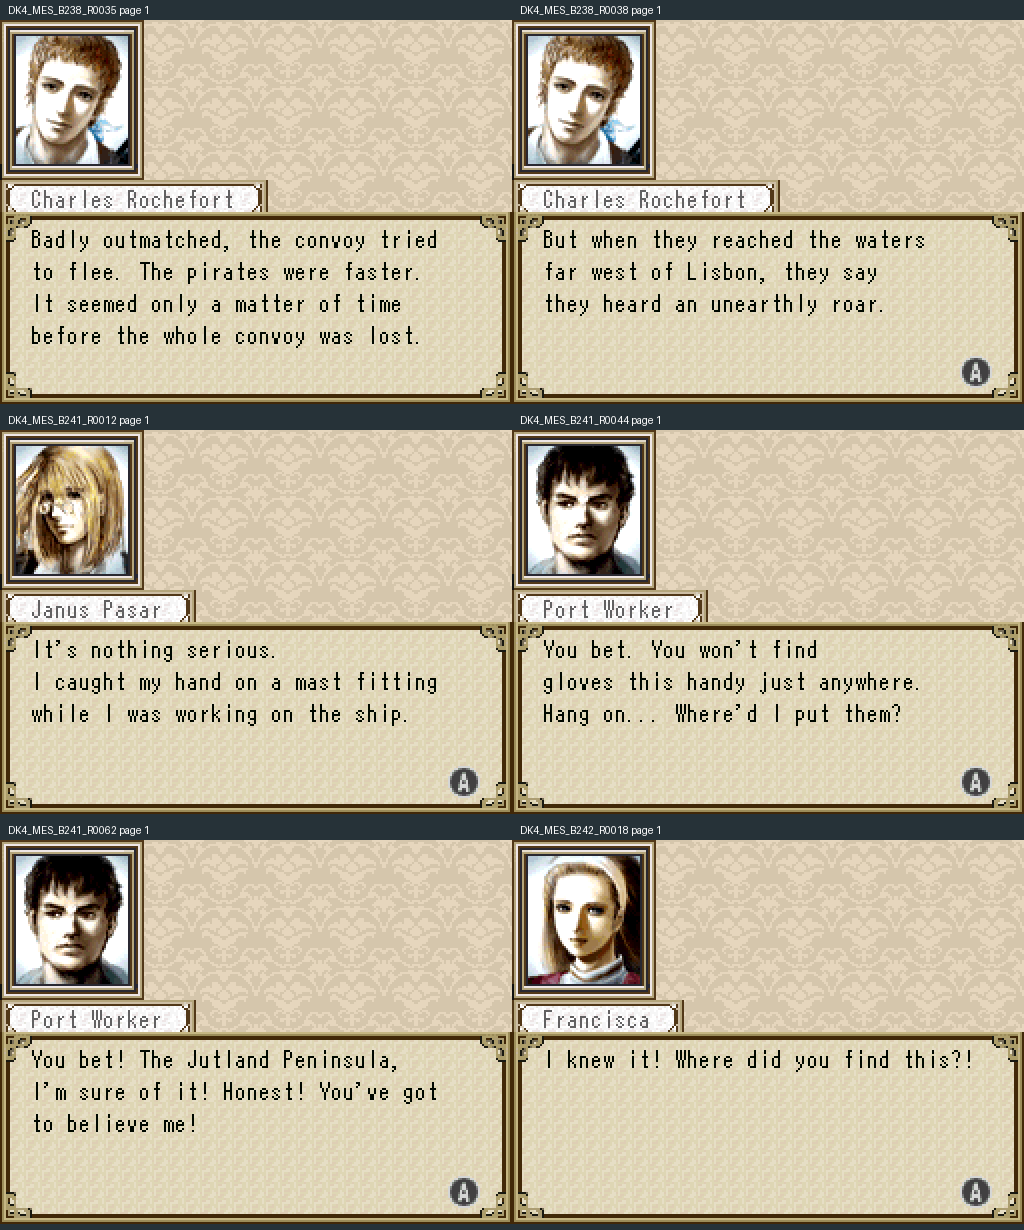 DK4_MES_B238_R0035 page 1
Charles Rochefort
Badly outmatched, the convoy tried
to flee. The pirates were faster.
It seemed only a matter of time
before the whole convoy was lost.
DK4_MES_B238_R0038 page 1
Charles Rochefort
But when they reached the waters
far west of Lisbon, they say
they heard an unearthly roar.
A
DK4_MES_B241_R0012 page 1
Janus Pasar
It's nothing serious.
I caught my hand on a mast fitting
while I was working on the ship.
A
DK4_MES_B241_R0044 page 1
Port Worker
You bet. You won't find
gloves this handy just anywhere.
Hang on... Where'd I put them?
A
DK4_MES_B241_R0062 page 1
Port Worker
You bet! The Jutland Peninsula,
I'm sure of it! Honest! You've got
to believe me!
A
DK4_MES_B242_R0018 page 1
Francisca
I knew it! Where did you find this?!
A